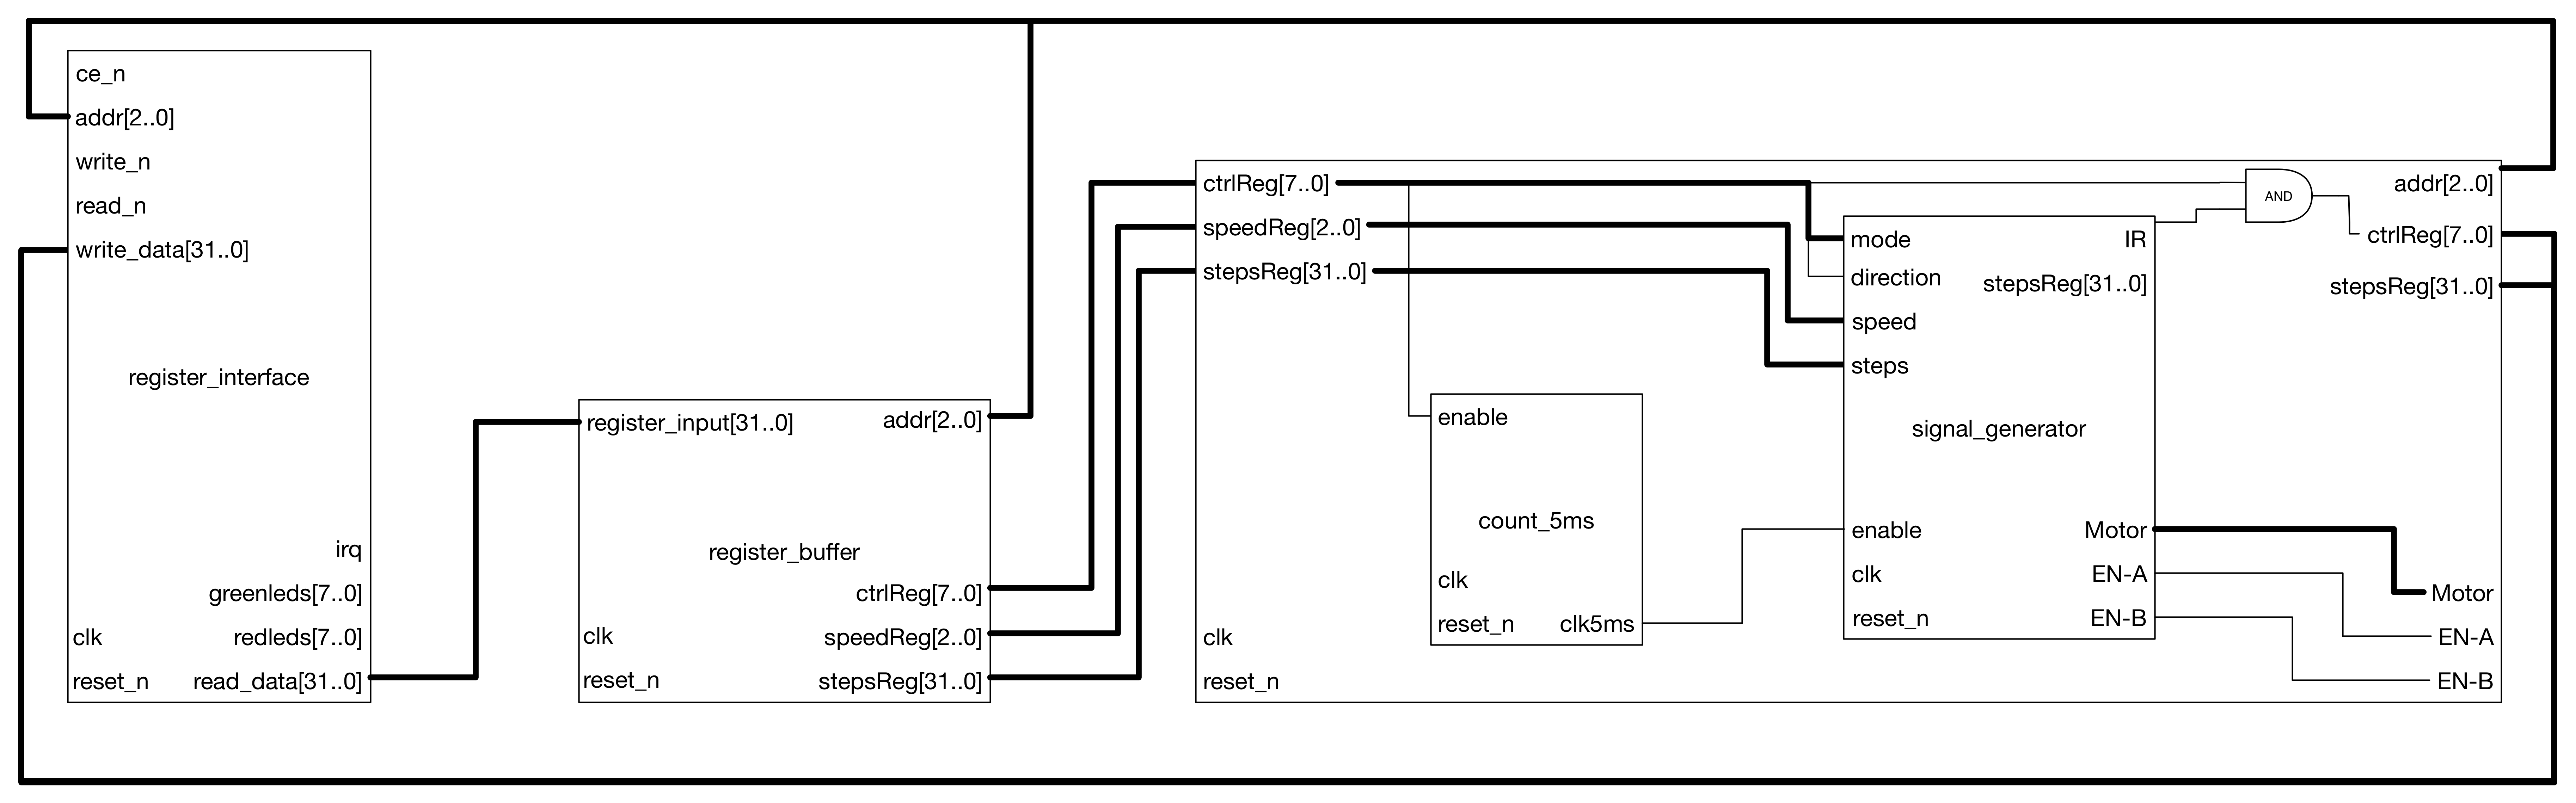 ce_n
addr[2..0]
write_n
read_n
write_data[31..0]
register_interface
irq
greenleds[7..0]
clk
redleds[7..0]
reset_n
read_data[31..0]
register_input[31..0]
addr[2..0]
register_buffer
ctrlReg[7..0]
clk
speedReg[2..0]
reset_n
stepsReg[31..0]
ctrlReg[7..0]
speedReg[2..0]
stepsReg[31..0]
clk
reset_n
enable
count_5ms
clk
reset_n
clk5ms
mode
IR
direction
stepsReg[31..0]
speed
steps
signal_generator
enable
Motor
clk
EN-A
reset_n
EN-B
AND
addr[2..0]
ctrlReg[7..0]
stepsReg[31..0]
Motor
EN-A
EN-B